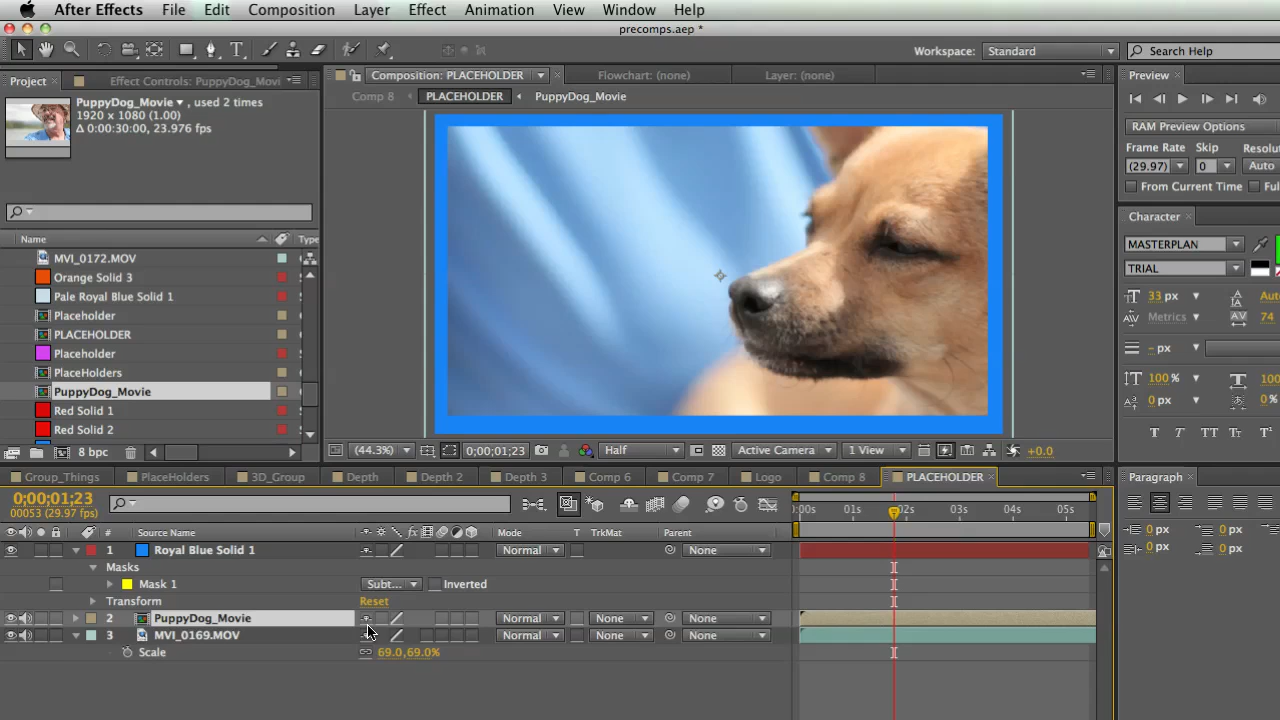 After Effects File Edit Composition Layer Effect Animation View Window Help
precomps.aep *
Workspace: Standard Search Help
Project Effect Controls: PuppyDog_Movi
Composition: PLACEHOLDER Flowchart: (none) Layer: (none)
Preview
PuppyDog_Movie , used 2 times
1920 x 1080 (1.00)
Δ 0:00:30:00, 23.976 fps
Comp 8 PLACEHOLDER PuppyDog_Movie
RAM Preview Options
Frame Rate Skip Resolu
(29.97) 0 Auto
From Current Time Ful
Character
MASTERPLAN
TRIAL
33 px Auto
Metrics 74
- px
100 % 100
0 px 0 %
T T TT Tr T
Name Type
MVI_0172.MOV
Orange Solid 3
Pale Royal Blue Solid 1
Placeholder
PLACEHOLDER
Placeholder
PlaceHolders
PuppyDog_Movie
Red Solid 1
Red Solid 2
8 bpc
(44.3%) 0;00;01;23 Half Active Camera 1 View +0.0
Group_Things PlaceHolders 3D_Group Depth Depth 2 Depth 3 Comp 6 Comp 7 Logo Comp 8 PLACEHOLDER
Paragraph
0;00;01;23
00053 (29.97 fps)
):00s 01s 02s 03s 04s 05s
0 px 0 px
0 px 0 px
# Source Name Mode T TrkMat Parent
1 Royal Blue Solid 1 Normal None
Masks
Mask 1 Subt... Inverted
Transform Reset
2 PuppyDog_Movie Normal None None
3 MVI_0169.MOV Normal None None
Scale 69.0,69.0%